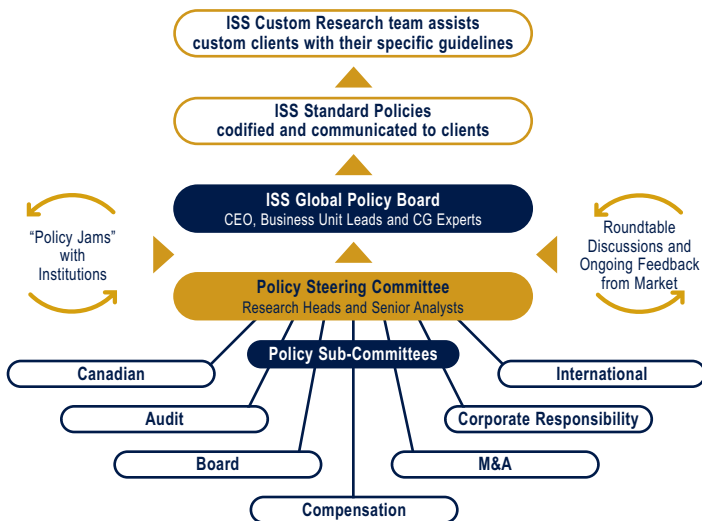 ISS Custom Research team assists
custom clients with their specific guidelines
ISS Standard Policies
codified and communicated to clients
ISS Global Policy Board
CEO, Business Unit Leads and CG Experts
“Policy Jams”
with
Institutions
Roundtable
Discussions and
Ongoing Feedback
from Market
Policy Steering Committee
Research Heads and Senior Analysts
Policy Sub-Committees
Canadian
International
Audit
Corporate Responsibility
Board
M&A
Compensation